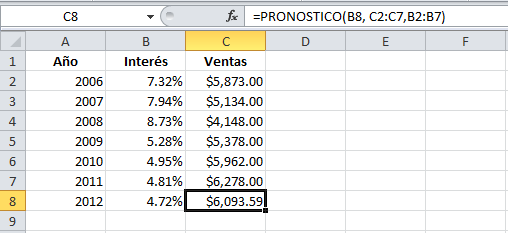 C8 fx =PRONOSTICO(B8, C2:C7,B2:B7)
A B C D E F
1 Año Interés Ventas
2 2006 7.32% $5,873.00
3 2007 7.94% $5,134.00
4 2008 8.73% $4,148.00
5 2009 5.28% $5,378.00
6 2010 4.95% $5,962.00
7 2011 4.81% $6,278.00
8 2012 4.72% $6,093.59
9